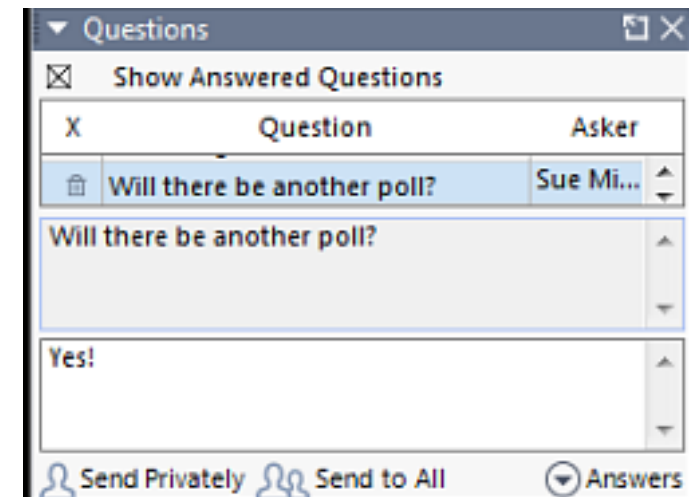 Questions
Show Answered Questions
X Question Asker
Will there be another poll? Sue Mi...
Will there be another poll?
Yes!
Send Privately Send to All Answers